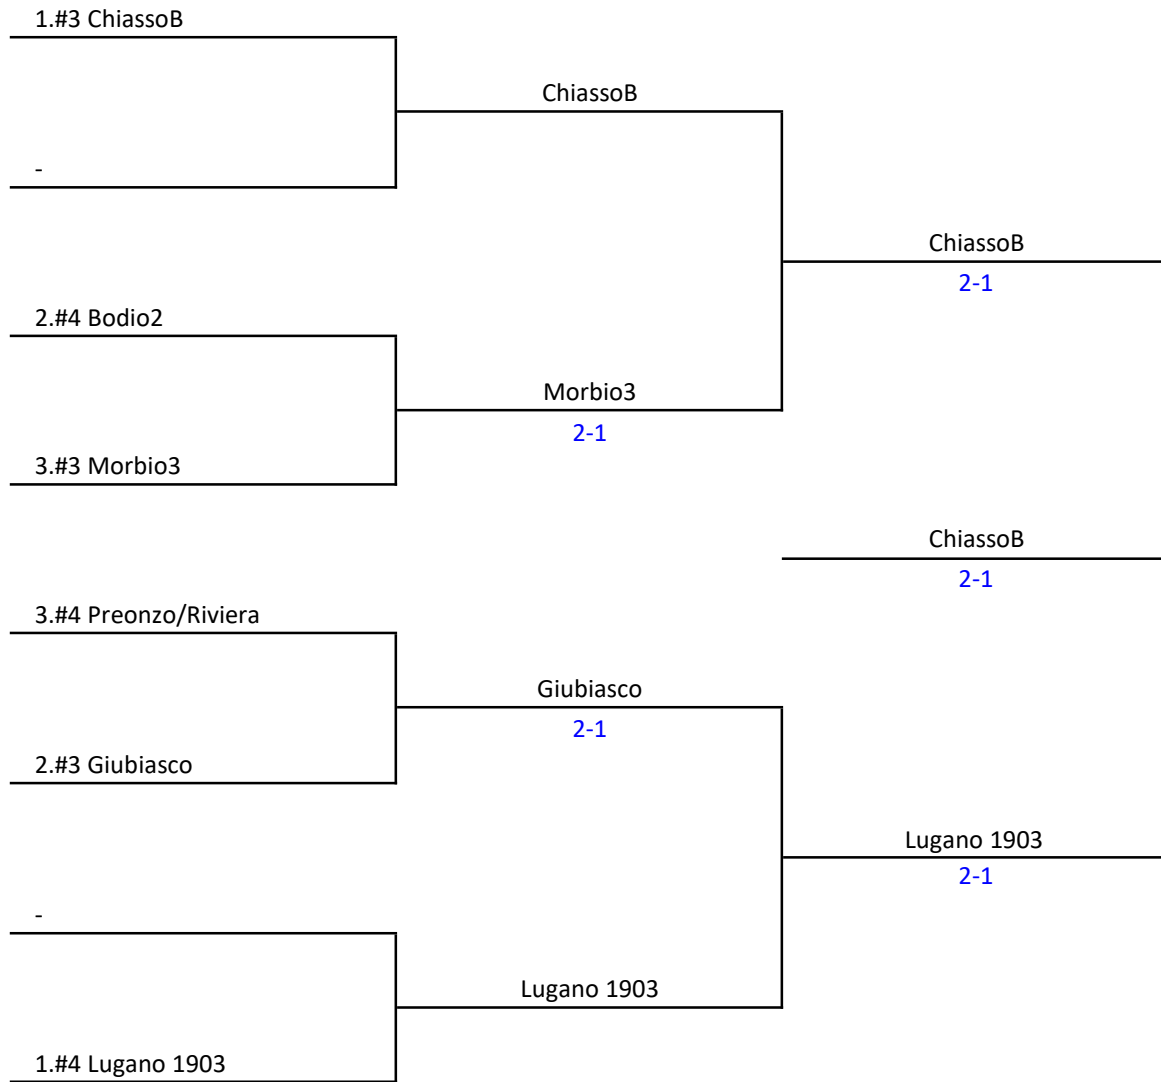 1.#3 ChiassoB
ChiassoB
-
ChiassoB
2-1
2.#4 Bodio2
Morbio3
2-1
3.#3 Morbio3
ChiassoB
2-1
3.#4 Preonzo/Riviera
Giubiasco
2-1
2.#3 Giubiasco
Lugano 1903
2-1
-
Lugano 1903
1.#4 Lugano 1903